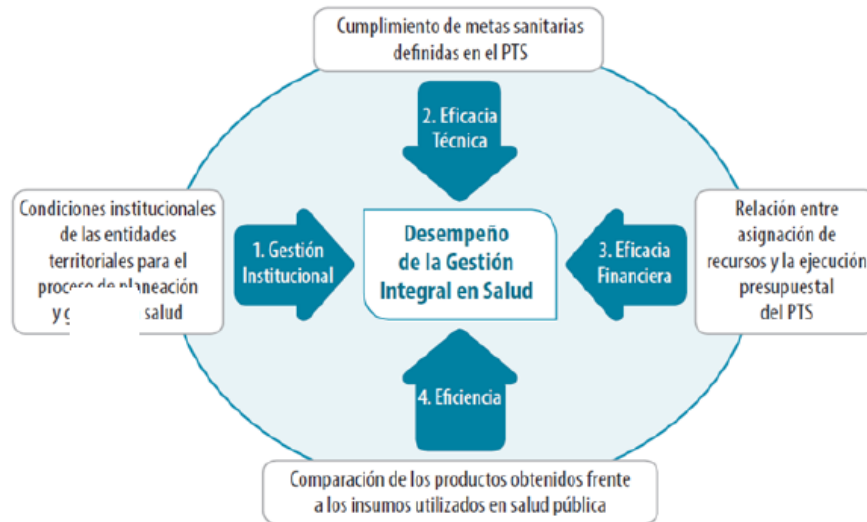 Cumplimiento de metas sanitarias
definidas en el PTS
2. Eficacia
Técnica
Condiciones institucionales
de las entidades
territoriales para el
proceso de planeación
y salud
1. Gestión
Institucional
Desempeño
de la Gestión
Integral en Salud
3. Eficacia
Financiera
Relación entre
asignación de
recursos y la ejecución
presupuestal
del PTS
4. Eficiencia
Comparación de los productos obtenidos frente
a los insumos utilizados en salud pública